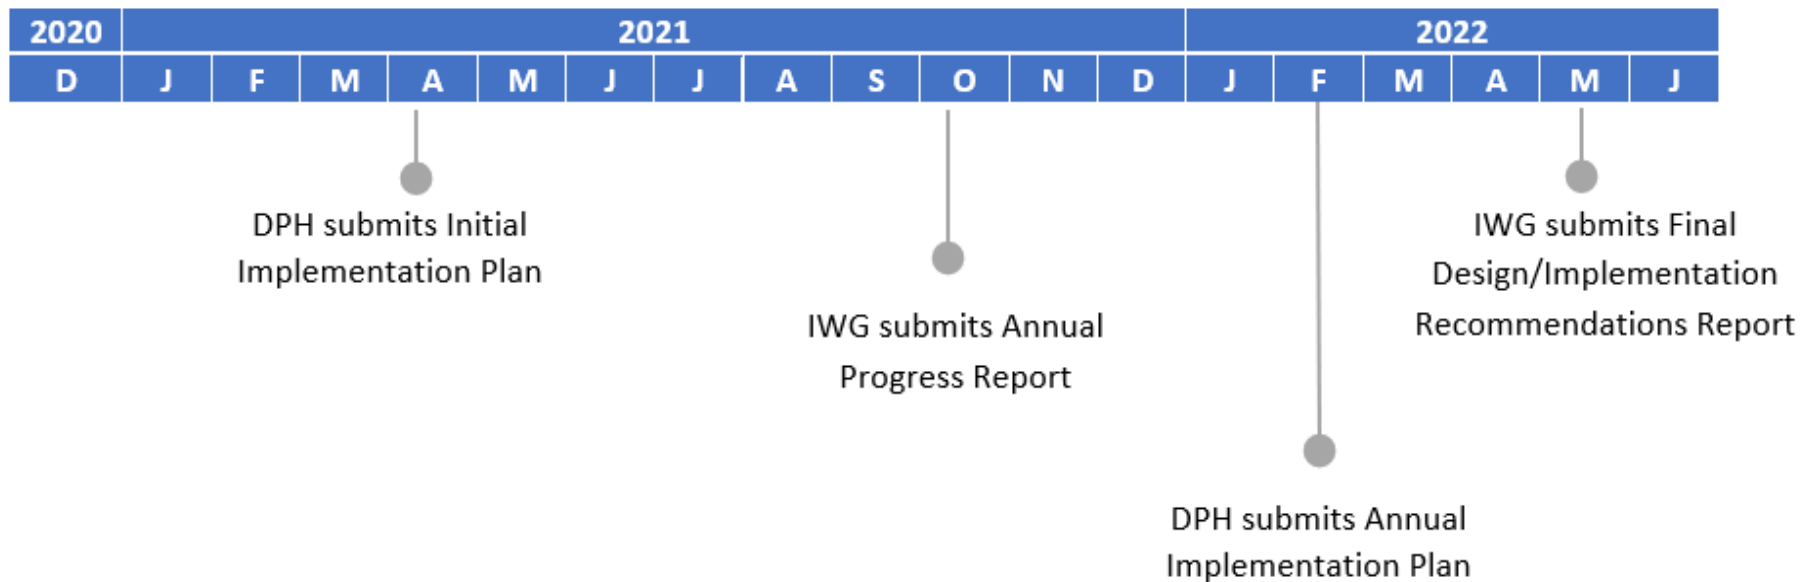 2020 2021 2022
D J F M A M J J A S O N D J F M A M J
DPH submits Initial
Implementation Plan
IWG submits Annual
Progress Report
DPH submits Annual
Implementation Plan
IWG submits Final
Design/Implementation
Recommendations Report